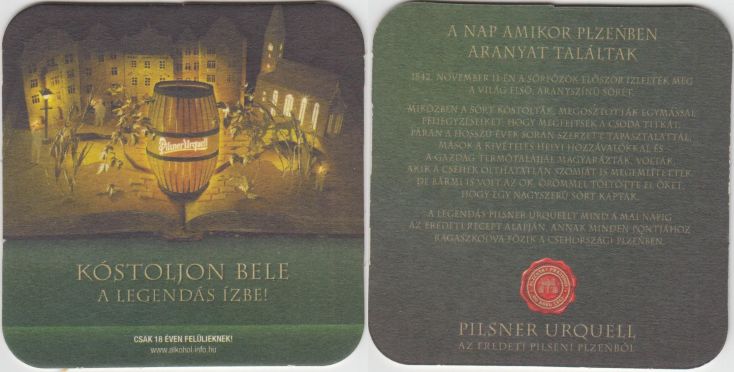 Pilsner Urquell
KÓSTOLJON BELE
A LEGENDÁS ÍZBE!
CSAK 18 ÉVEN FELÜLIEKNEK!
www.alkohol.info.hu
A NAP AMIKOR PLZEŇBEN
ARANYAT TALÁLTAK
1842. NOVEMBER 11-ÉN A SÖRFŐZŐK ELŐSZÖR ÍZLELTÉK MEG
A VILÁG ELSŐ, ARANYSZÍNŰ SÖRÉT.
MIKÖZBEN A SÖRT KÓSTOLTÁK, MEGOSZTOTTÁK EGYMÁSSAL
FELJEGYZÉSEIKET, HOGY MEGFEJTSÉK A CSODA TITKÁT.
PÁRAN A HOSSZÚ ÉVEK SORÁN SZERZETT TAPASZTALATTAL,
MÁSOK A KIVÉTELES HELYI HOZZÁVALÓKKAL ÉS
A GAZDAG TERMŐTALAJJAL MAGYARÁZTÁK. VOLTAK,
AKIK A CSEHEK OLTHATATLAN SZOMJÁT IS MEGEMLÍTETTÉK.
DE BÁRMI IS VOLT AZ OK, ÖRÖMMEL TÖLTÖTTE EL ŐKET,
HOGY EGY NAGYSZERŰ SÖRT KAPTAK.
A LEGENDÁS PILSNER URQUELLT MIND A MAI NAPIG
AZ EREDETI RECEPT ALAPJÁN, ANNAK MINDEN PONTJÁHOZ
RAGASZKODVA FŐZIK A CSEHORSZÁGI PLZEŇBEN.
PILSNER URQUELL
AZ EREDETI PILSENI PLZEŇBŐL